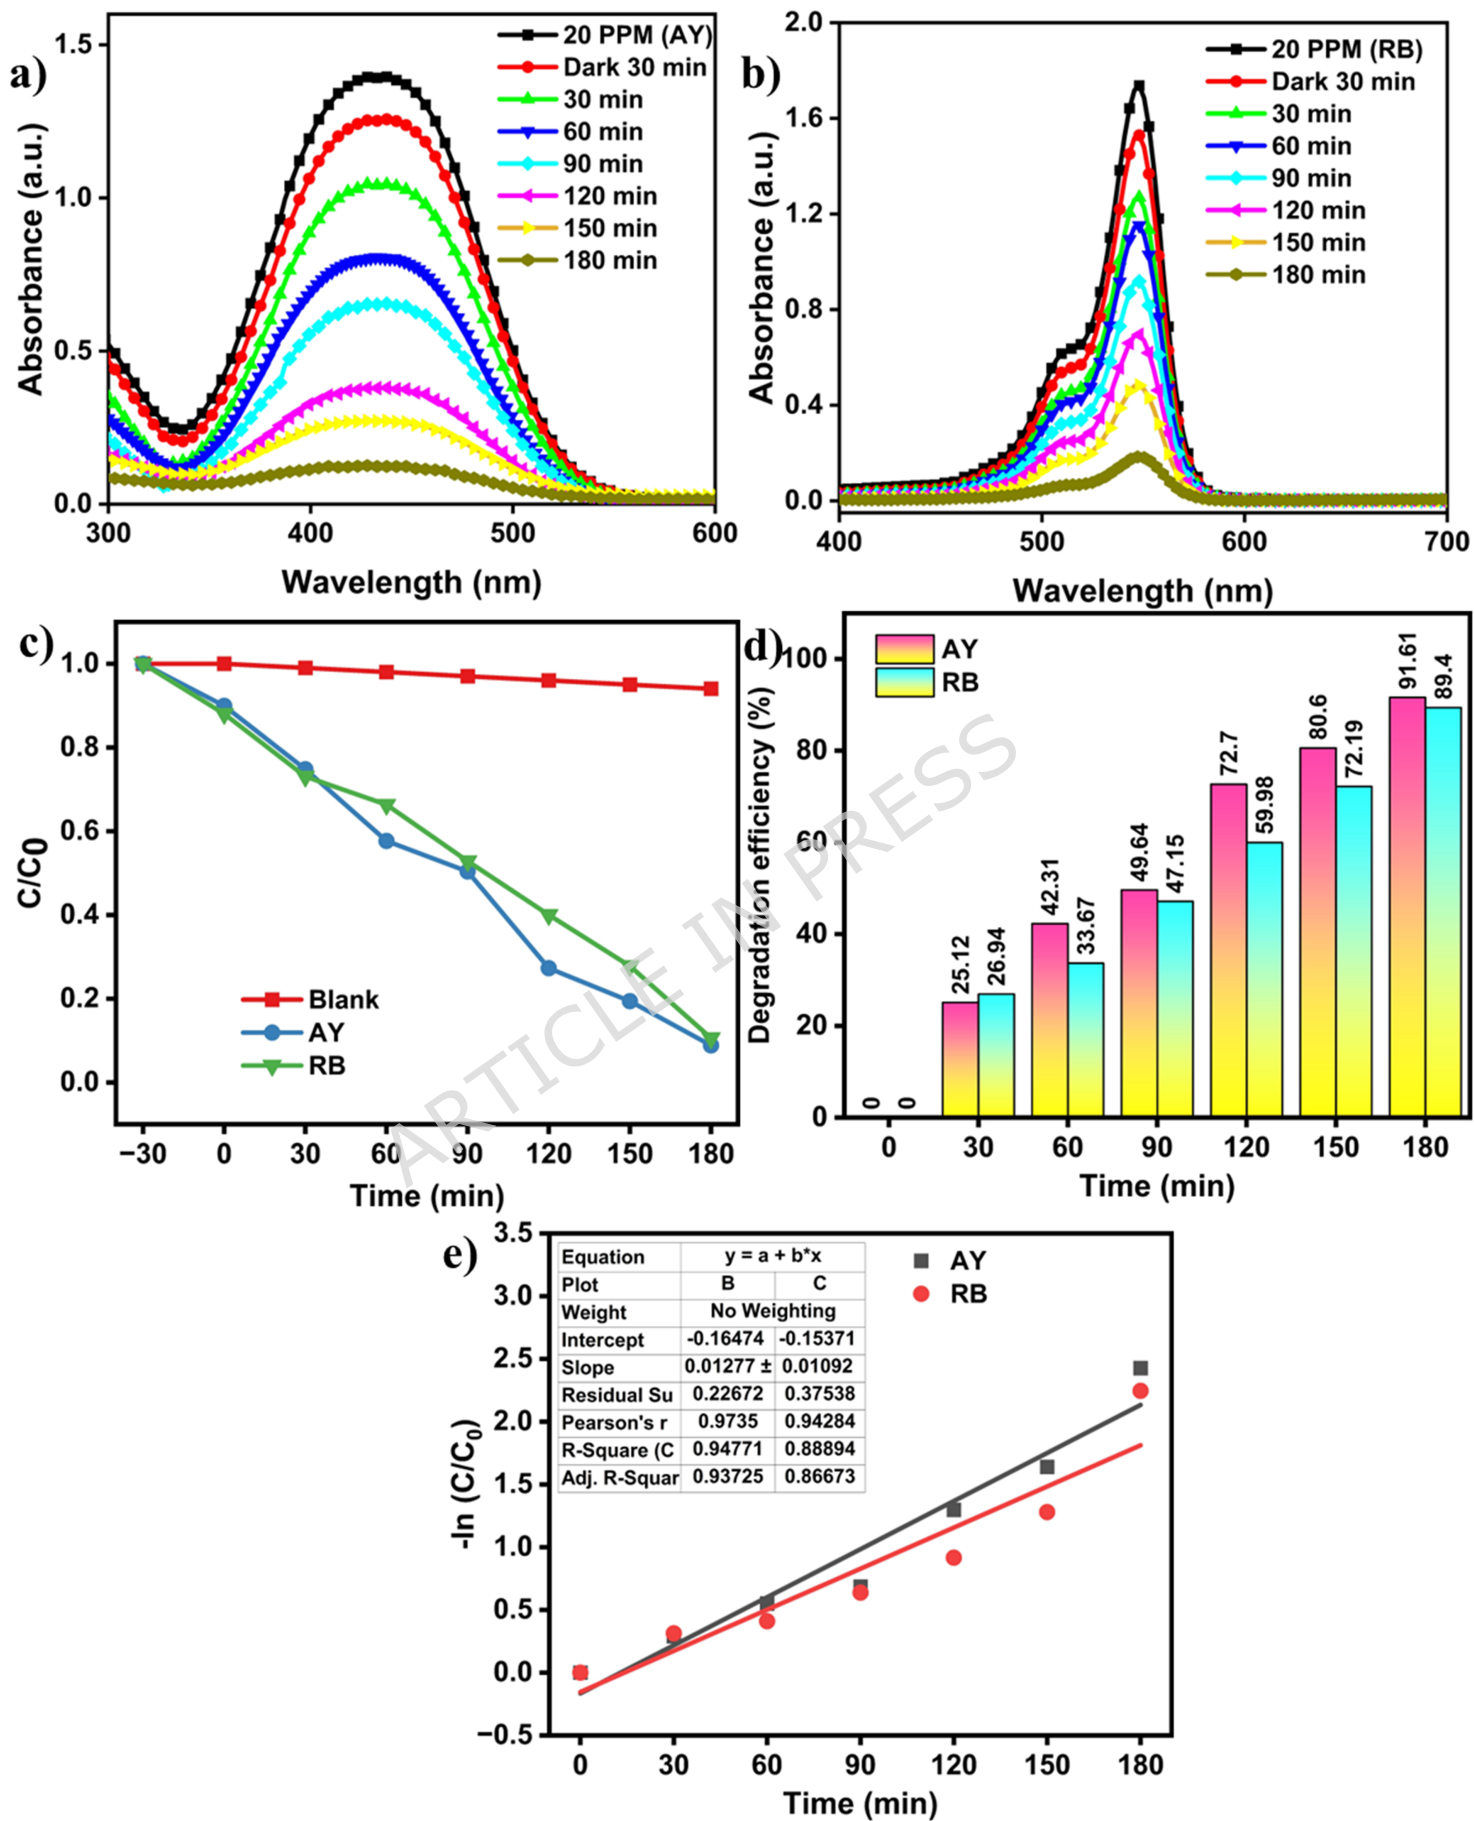 a)
1.5
1.0
0.5
0.0
300
400
500
600
Absorbance (a.u.)
Wavelength (nm)
20 PPM (AY)
Dark 30 min
30 min
60 min
90 min
120 min
150 min
180 min
b)
2.0
1.6
1.2
0.8
0.4
0.0
400
500
600
700
Absorbance (a.u.)
Wavelength (nm)
20 PPM (RB)
Dark 30 min
30 min
60 min
90 min
120 min
150 min
180 min
c)
1.0
0.8
0.6
0.4
0.2
0.0
−30
0
30
60
90
120
150
180
C/C0
Time (min)
Blank
AY
RB
d)
100
80
60
40
20
0
Degradation efficiency (%)
AY
RB
0
0
25.12
26.94
42.31
33.67
49.64
47.15
72.7
59.98
80.6
72.19
91.61
89.4
0
30
60
90
120
150
180
Time (min)
ARTICLE IN PRESS
e)
3.5
3.0
2.5
2.0
1.5
1.0
0.5
0.0
−0.5
-ln (C/C0)
Equation y = a + b*x
Plot B C
Weight No Weighting
Intercept -0.16474 -0.15371
Slope 0.01277 ± 0.01092
Residual Su 0.22672 0.37538
Pearson's r 0.9735 0.94284
R-Square (C 0.94771 0.88894
Adj. R-Squar 0.93725 0.86673
AY
RB
0
30
60
90
120
150
180
Time (min)